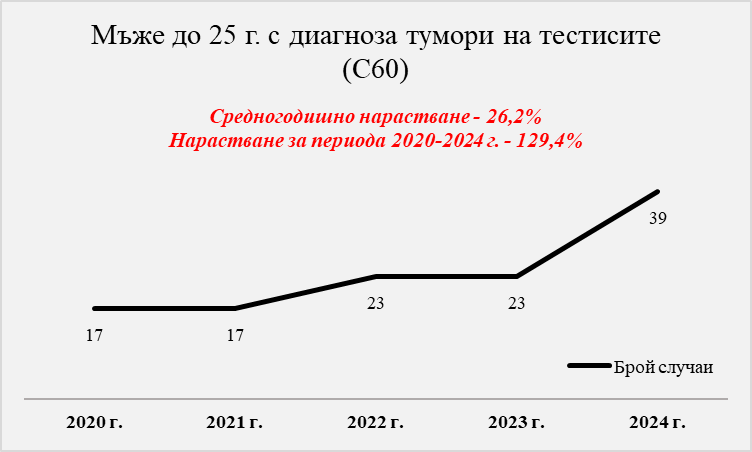 Мъже до 25 г. с диагноза тумори на тестисите
(C60)
Средногодишно нарастване - 26,2%
Нарастване за периода 2020-2024 г. - 129,4%
39
23
23
17
17
Брой случаи
2020 г.
2021 г.
2022 г.
2023 г.
2024 г.